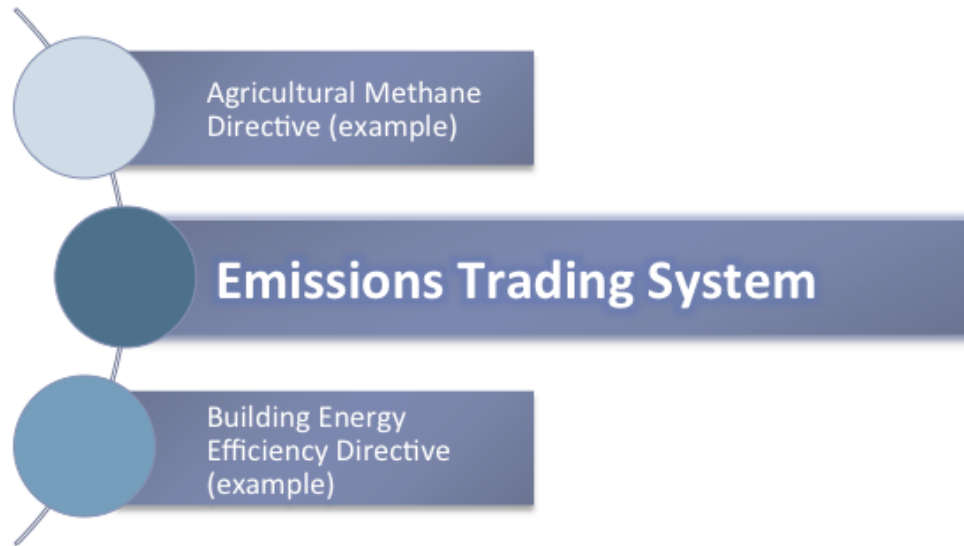 Agricultural Methane
Directive (example)
Emissions Trading System
Building Energy
Efficiency Directive
(example)